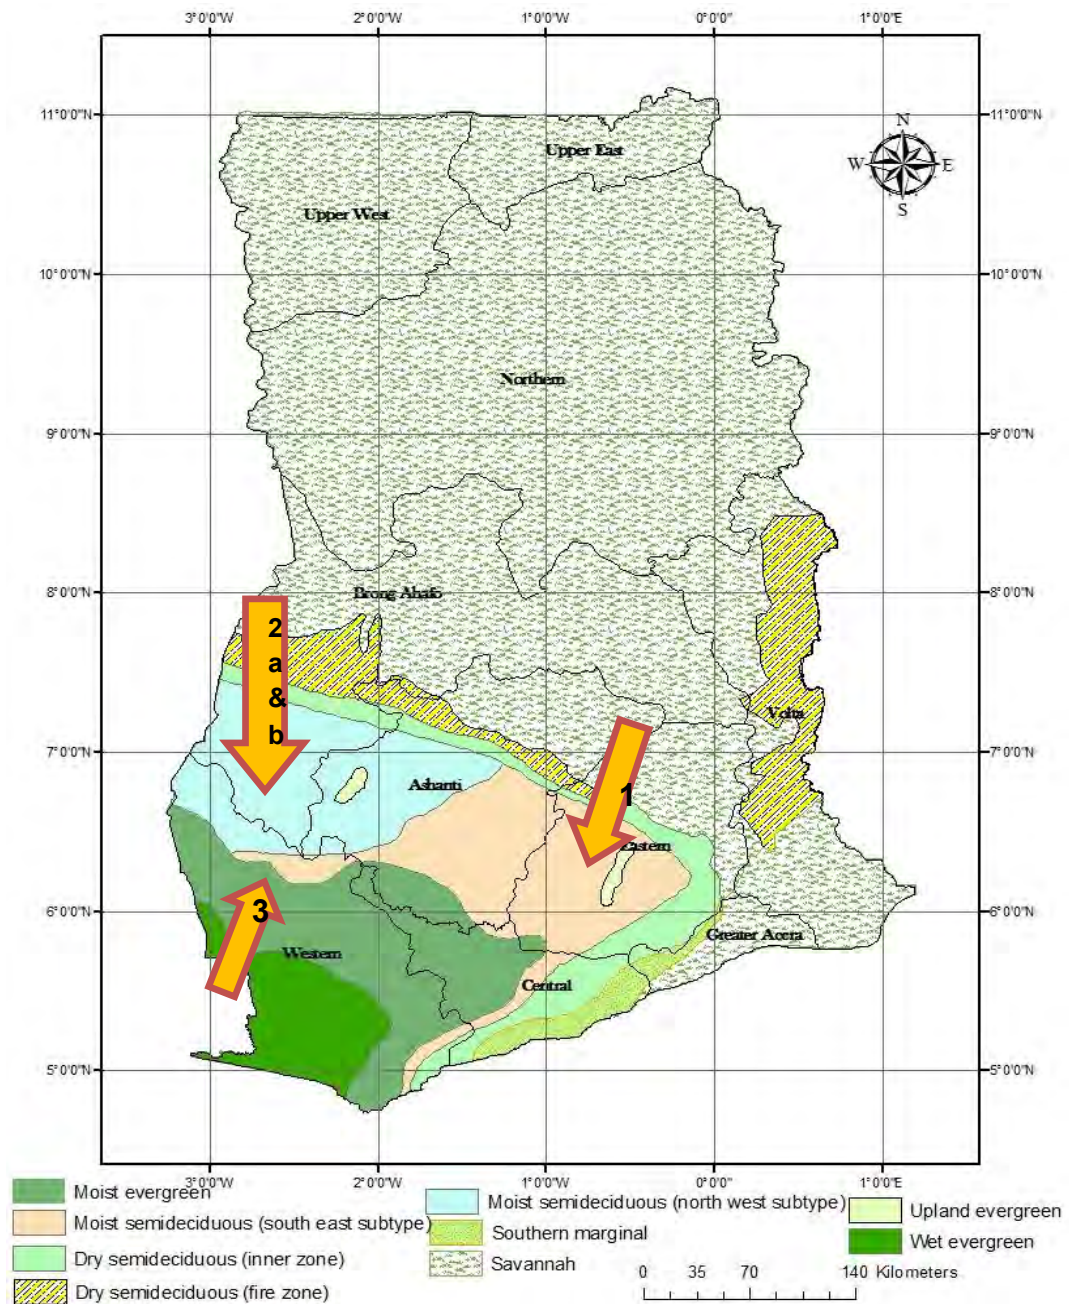 3°0'0"W 2°0'0"W 1°0'0"W 0°0'0" 1°0'0"E
11°0'0"N 11°0'0"N
N
W E
S
Upper East
Upper West
10°0'0"N 10°0'0"N
Northern
9°0'0"N 9°0'0"N
8°0'0"N 8°0'0"N
Brong Ahafo
2
a
&
b
Volta
7°0'0"N 7°0'0"N
Ashanti
1
Eastern
6°0'0"N 6°0'0"N
3
Greater Accra
Western
Central
5°0'0"N 5°0'0"N
3°0'0"W 2°0'0"W 1°0'0"W 0°0'0" 1°0'0"E
Moist evergreen
Moist semideciduous (south east subtype)
Dry semideciduous (inner zone)
Dry semideciduous (fire zone)
Moist semideciduous (north west subtype)
Southern marginal
Savannah
Upland evergreen
Wet evergreen
0 35 70 140 Kilometers